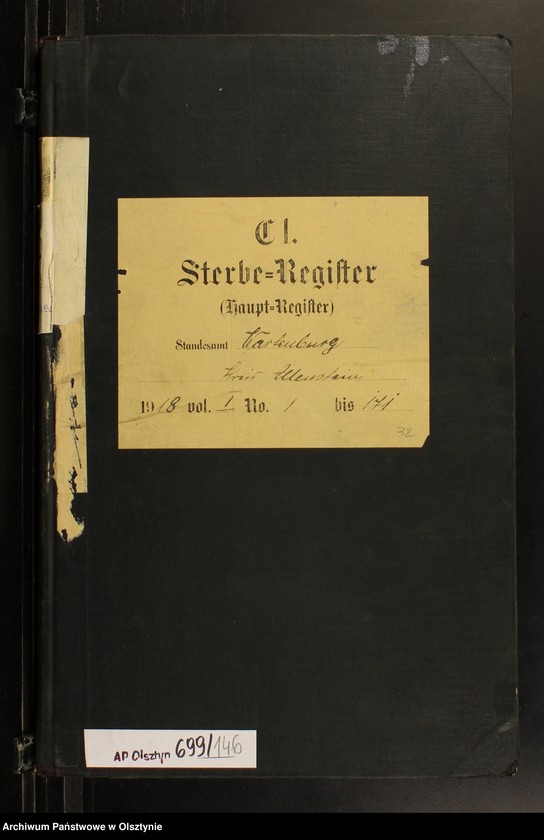 C 1.
Sterbe=Register
(Haupt=Register)
Standesamt Wartenburg
Kreis Allenstein
1918 vol. I No. 1 bis 171
32
AP Olsztyn 699/146
Archiwum Państwowe w Olsztynie